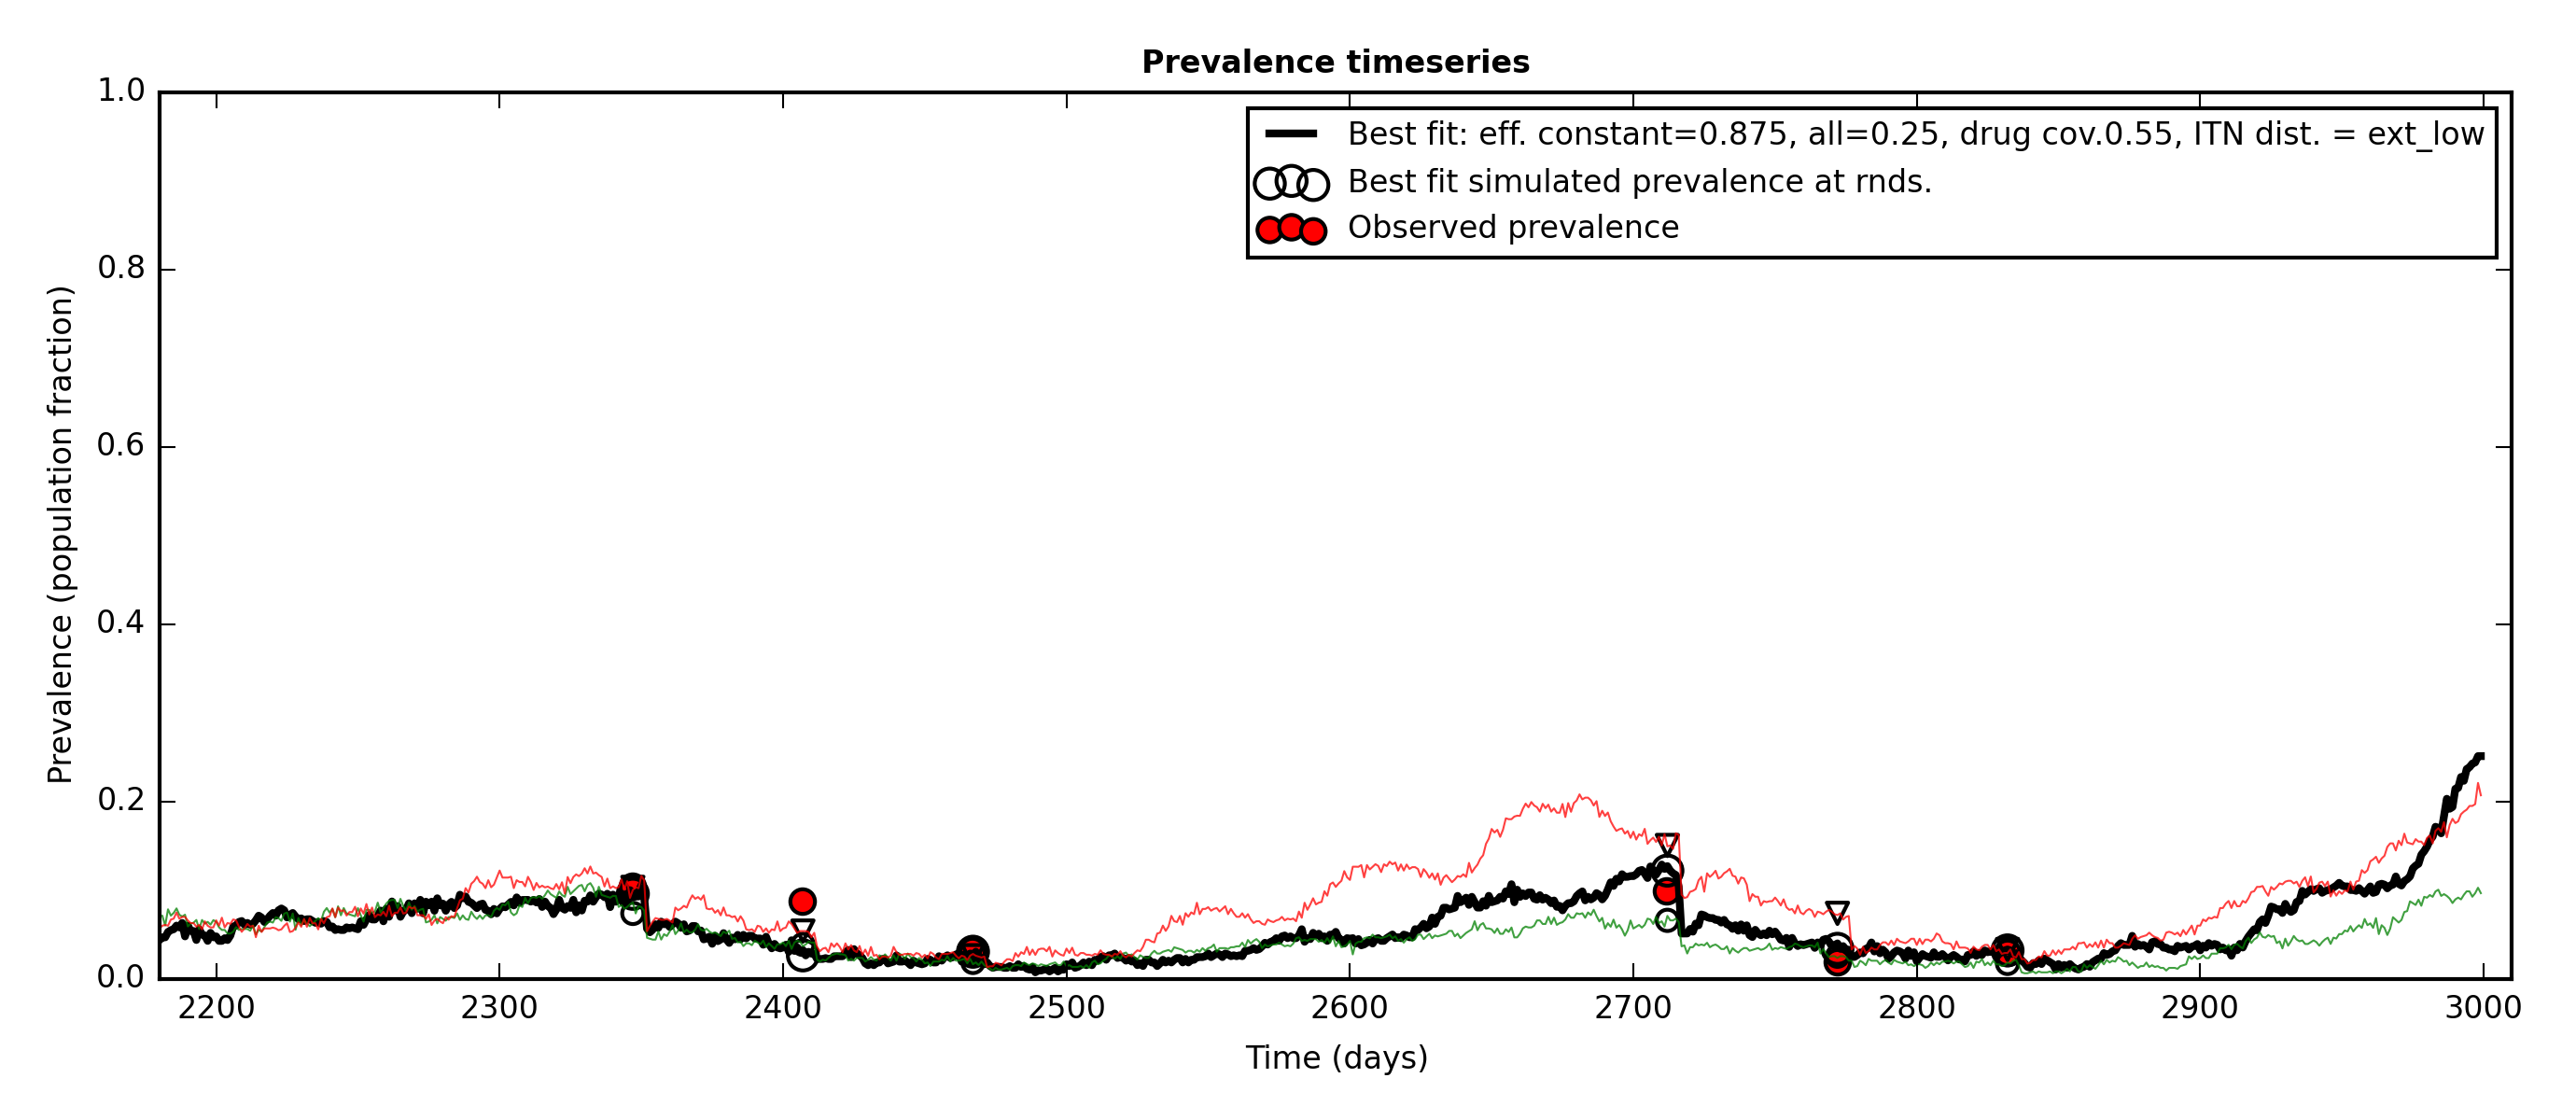 Prevalence timeseries
Best fit: eff. constant=0.875, all=0.25, drug cov.0.55, ITN dist. = ext_low
Best fit simulated prevalence at rnds.
Observed prevalence
Prevalence (population fraction)
1.0
0.8
0.6
0.4
0.2
0.0
2200 2300 2400 2500 2600 2700 2800 2900 3000
Time (days)